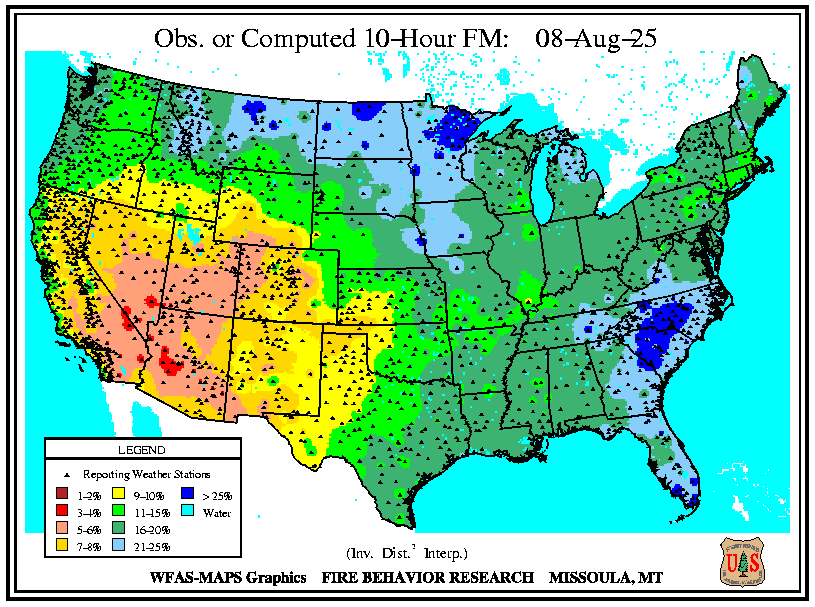 Obs. or Computed 10-Hour FM: 08-Aug-25
LEGEND
Reporting Weather Stations
1-2% 9-10% > 25%
3-4% 11-15% Water
5-6% 16-20%
7-8% 21-25%
(Inv. Dist.² Interp.)
WFAS-MAPS Graphics FIRE BEHAVIOR RESEARCH MISSOULA, MT
U S